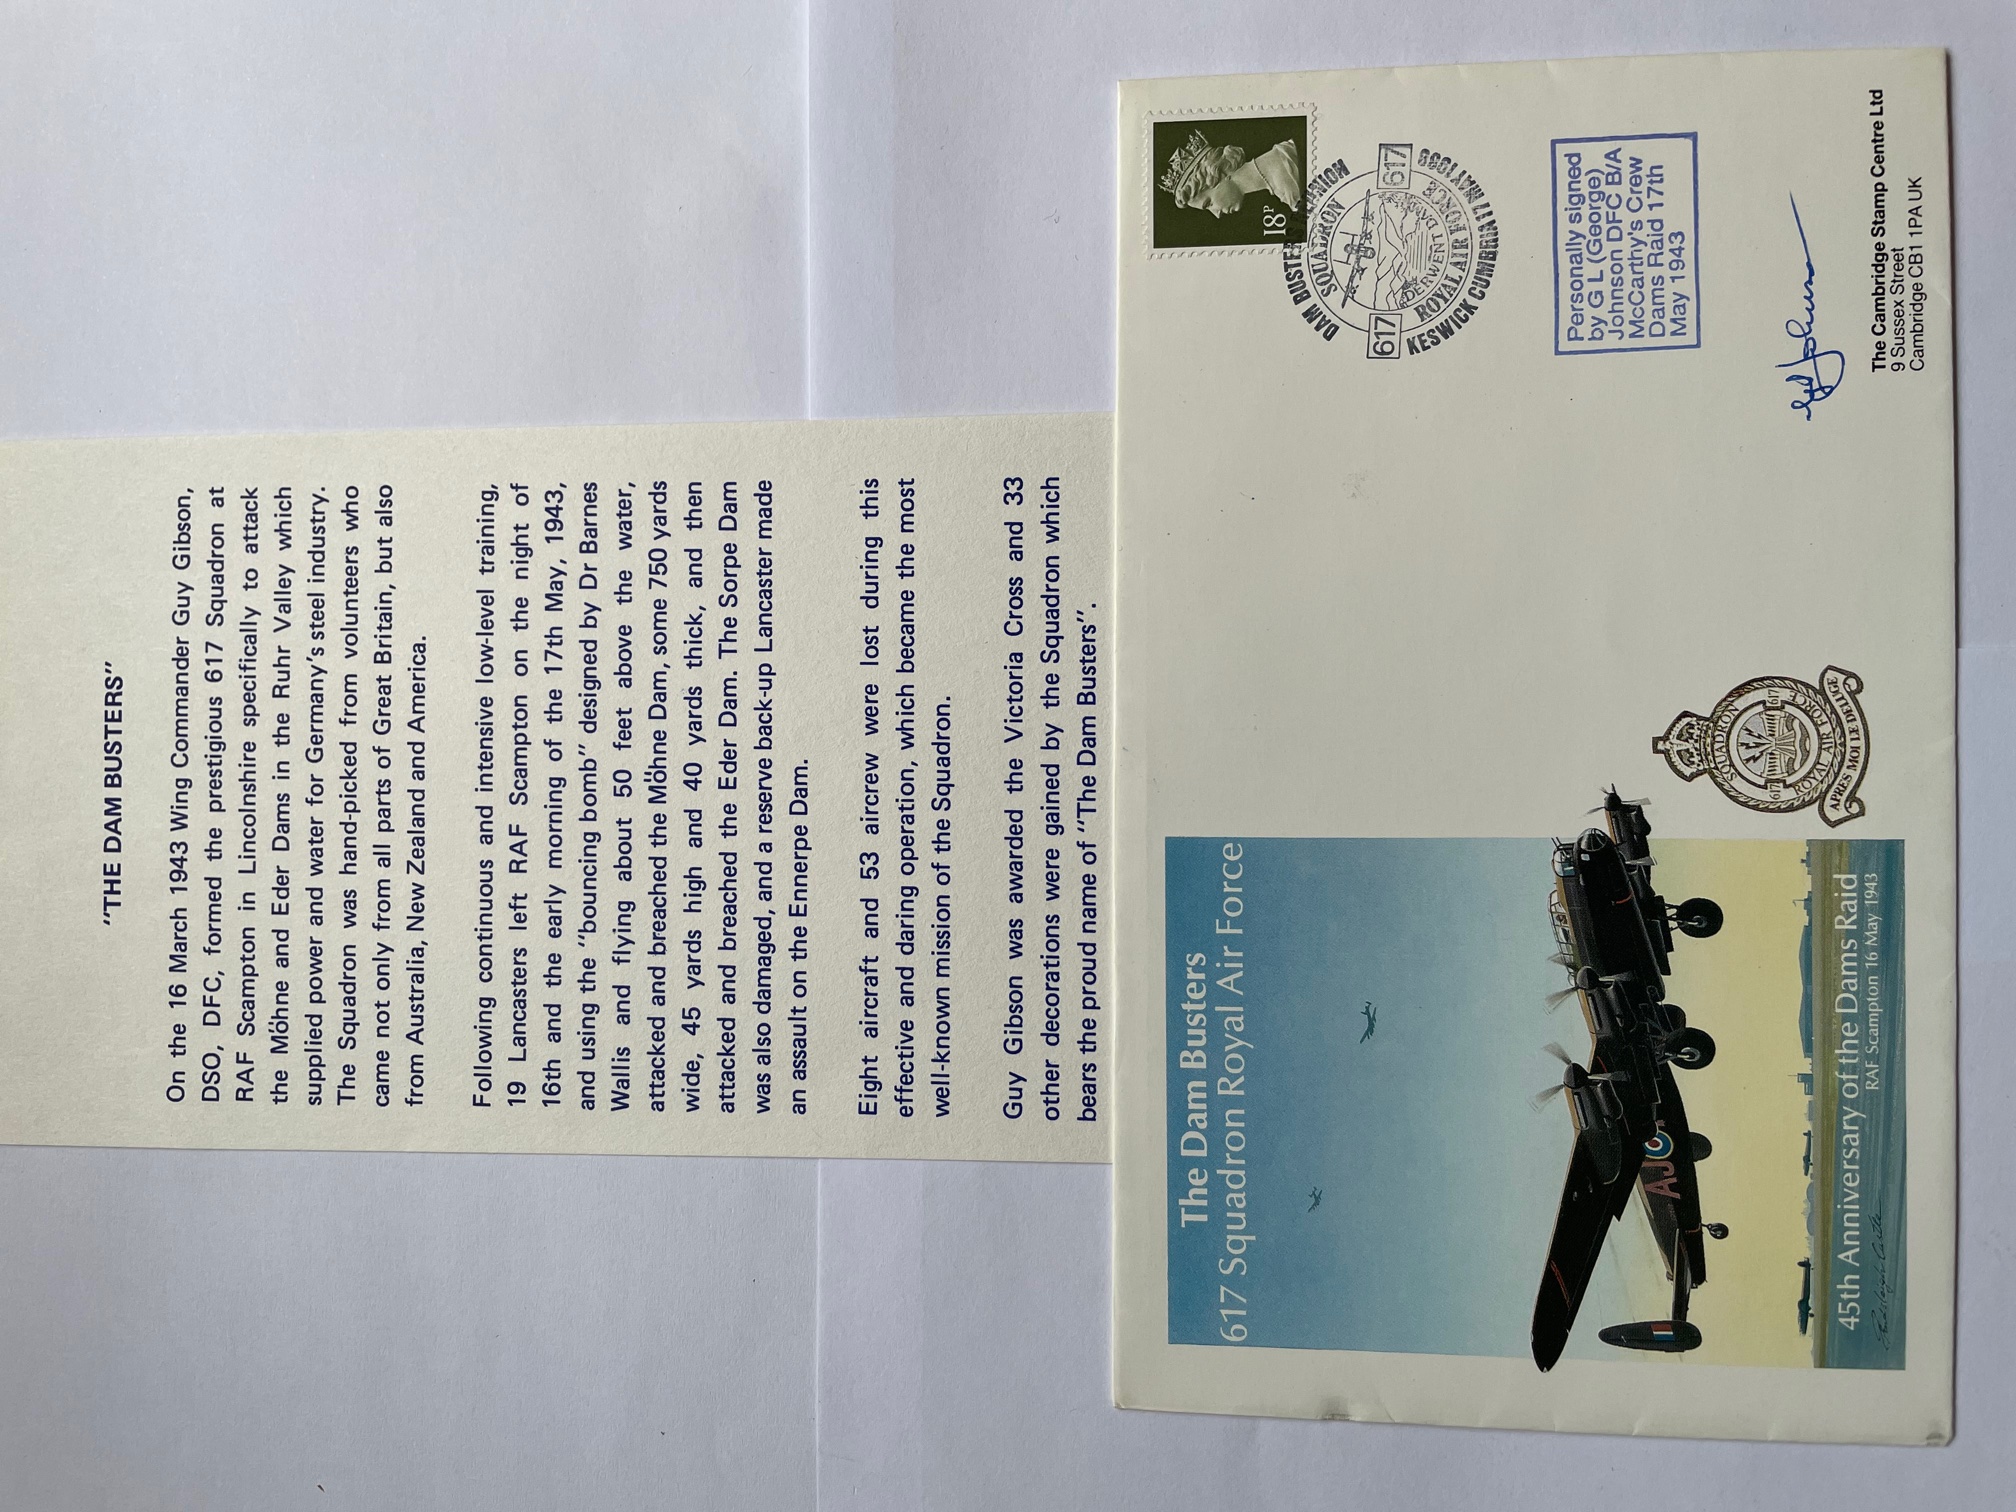 "THE DAM BUSTERS"
On the 16 March 1943 Wing Commander Guy Gibson,
DSO, DFC, formed the prestigious 617 Squadron at
RAF Scampton in Lincolnshire specifically to attack
the Möhne and Eder Dams in the Ruhr Valley which
supplied power and water for Germany's steel industry.
The Squadron was hand-picked from volunteers who
came not only from all parts of Great Britain, but also
from Australia, New Zealand and America.
Following continuous and intensive low-level training,
19 Lancasters left RAF Scampton on the night of
16th and the early morning of the 17th May, 1943,
and using the "bouncing bomb" designed by Dr Barnes
Wallis and flying about 50 feet above the water,
attacked and breached the Möhne Dam, some 750 yards
wide, 45 yards high and 40 yards thick, and then
attacked and breached the Eder Dam. The Sorpe Dam
was also damaged, and a reserve back-up Lancaster made
an assault on the Ennerpe Dam.
Eight aircraft and 53 aircrew were lost during this
effective and daring operation, which became the most
well-known mission of the Squadron.
Guy Gibson was awarded the Victoria Cross and 33
other decorations were gained by the Squadron which
bears the proud name of "The Dam Busters".
The Dam Busters
617 Squadron Royal Air Force
AJ
45th Anniversary of the Dams Raid
RAF Scampton 16 May 1943
SQUADRON
617
617
ROYAL AIR FORCE
APRES MOI LE DELUGE
18P
DAM BUSTERS REUNION
SQUADRON
617
617
DERWENT DAM
ROYAL AIR FORCE
KESWICK CUMBRIA 17 MAY 1988
Personally signed
by G L (George)
Johnson DFC B/A
McCarthy's Crew
Dams Raid 17th
May 1943
Johnson
The Cambridge Stamp Centre Ltd
9 Sussex Street
Cambridge CB1 1PA UK